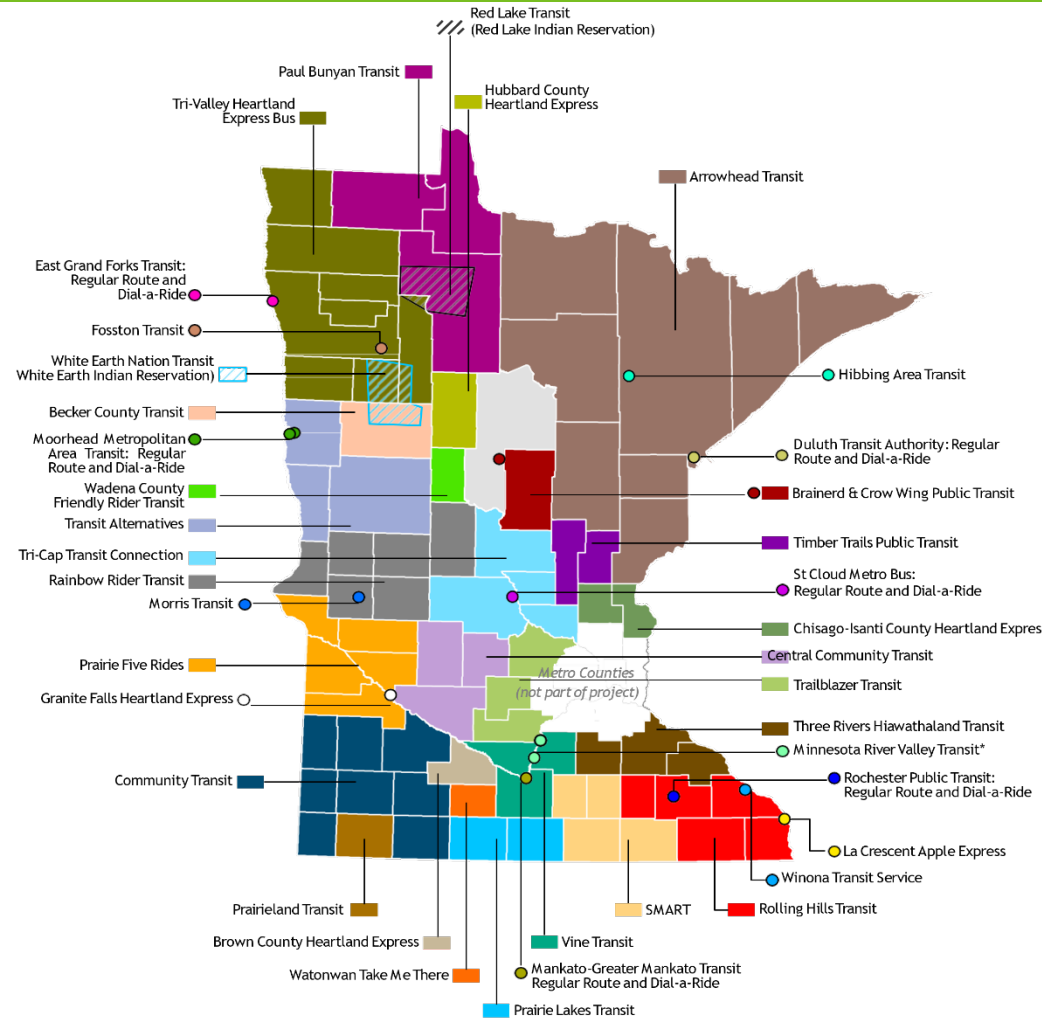 Red Lake Transit
(Red Lake Indian Reservation)
Paul Bunyan Transit
Hubbard County
Heartland Express
Tri-Valley Heartland
Express Bus
Arrowhead Transit
East Grand Forks Transit:
Regular Route and
Dial-a-Ride
Fosston Transit
White Earth Nation Transit
White Earth Indian Reservation)
Hibbing Area Transit
Becker County Transit
Moorhead Metropolitan
Area Transit: Regular
Route and Dial-a-Ride
Duluth Transit Authority: Regular
Route and Dial-a-Ride
Wadena County
Friendly Rider Transit
Brainerd & Crow Wing Public Transit
Transit Alternatives
Timber Trails Public Transit
Tri-Cap Transit Connection
Rainbow Rider Transit
St Cloud Metro Bus:
Regular Route and Dial-a-Ride
Morris Transit
Chisago-Isanti County Heartland Expres
Prairie Five Rides
Central Community Transit
Metro Counties
(not part of project)
Trailblazer Transit
Granite Falls Heartland Express
Three Rivers Hiawathaland Transit
Minnesota River Valley Transit*
Community Transit
Rochester Public Transit:
Regular Route and Dial-a-Ride
La Crescent Apple Express
Winona Transit Service
Prairieland Transit
SMART
Rolling Hills Transit
Brown County Heartland Express
Vine Transit
Watonwan Take Me There
Mankato-Greater Mankato Transit
Regular Route and Dial-a-Ride
Prairie Lakes Transit